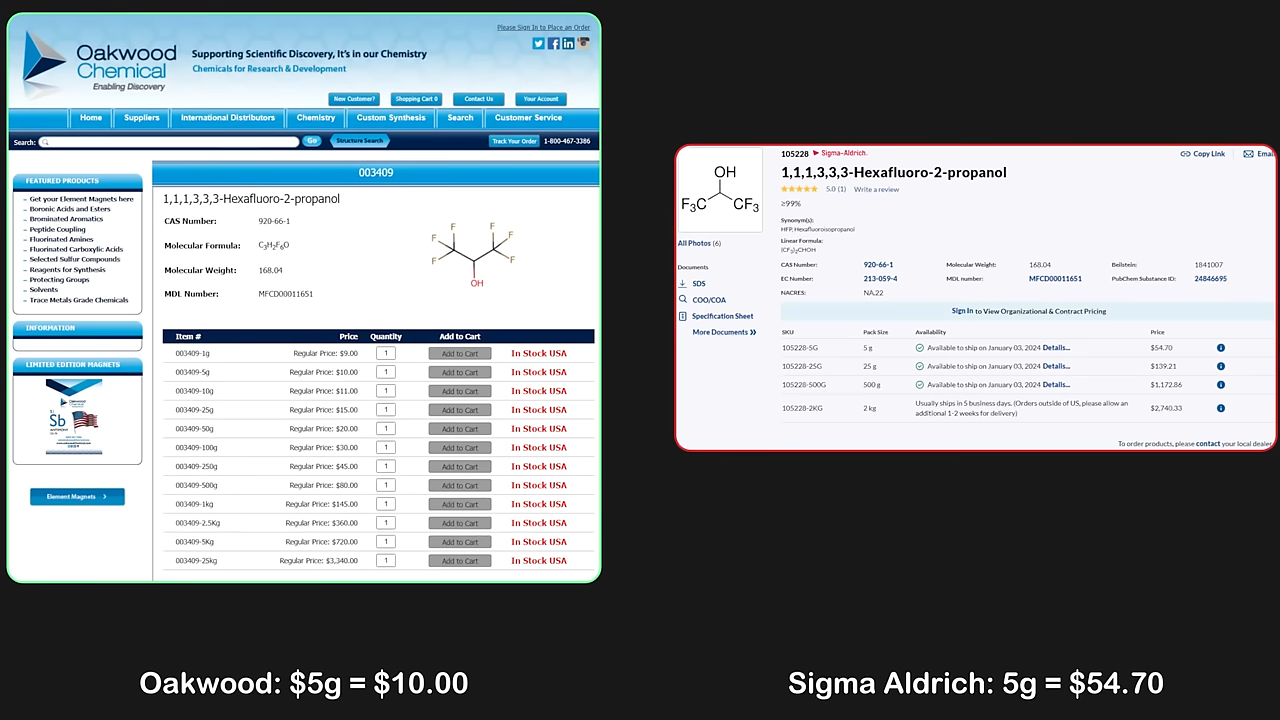 Please Sign In to Place an Order
Oakwood
Chemical
Enabling Discovery
Supporting Scientific Discovery, It's in our Chemistry
Chemicals for Research & Development
New Customer?
Shopping Cart 0
Contact Us
Your Account
Home
Suppliers
International Distributors
Chemistry
Custom Synthesis
Search
Customer Service
Search:
Go
Structure Search
Track Your Order
1-800-467-3386
FEATURED PRODUCTS
Get your Element Magnets here
Boronic Acids and Esters
Brominated Aromatics
Peptide Coupling
Fluorinated Amines
Fluorinated Carboxylic Acids
Selected Sulfur Compounds
Reagents for Synthesis
Protecting Groups
Solvents
Trace Metals Grade Chemicals
INFORMATION
LIMITED EDITION MAGNETS
Sb
Element Magnets
003409
1,1,1,3,3,3-Hexafluoro-2-propanol
CAS Number: 920-66-1
Molecular Formula: C3H2F6O
Molecular Weight: 168.04
MDL Number: MFCD00011651
F F F F F F OH
Item # Price Quantity Add to Cart
003409-1g Regular Price: $9.00 1 Add to Cart In Stock USA
003409-5g Regular Price: $10.00 1 Add to Cart In Stock USA
003409-10g Regular Price: $11.00 1 Add to Cart In Stock USA
003409-25g Regular Price: $15.00 1 Add to Cart In Stock USA
003409-50g Regular Price: $20.00 1 Add to Cart In Stock USA
003409-100g Regular Price: $30.00 1 Add to Cart In Stock USA
003409-250g Regular Price: $45.00 1 Add to Cart In Stock USA
003409-500g Regular Price: $80.00 1 Add to Cart In Stock USA
003409-1kg Regular Price: $145.00 1 Add to Cart In Stock USA
003409-2.5Kg Regular Price: $360.00 1 Add to Cart In Stock USA
003409-5Kg Regular Price: $720.00 1 Add to Cart In Stock USA
003409-25kg Regular Price: $3,340.00 1 Add to Cart In Stock USA
OH
F3C CF3
All Photos (6)
Documents
SDS
COO/COA
Specification Sheet
More Documents
105228 Sigma-Aldrich.
Copy Link
Email
1,1,1,3,3,3-Hexafluoro-2-propanol
5.0 (1) Write a review
≥99%
Synonym(s):
HFP, Hexafluoroisopropanol
Linear Formula:
(CF3)2CHOH
CAS Number: 920-66-1 Molecular Weight: 168.04 Beilstein: 1841007
EC Number: 213-059-4 MDL number: MFCD00011651 PubChem Substance ID: 24846695
NACRES: NA.22
Sign In to View Organizational & Contract Pricing
SKU Pack Size Availability Price
105228-5G 5 g Available to ship on January 03, 2024 Details... $54.70
105228-25G 25 g Available to ship on January 03, 2024 Details... $139.21
105228-500G 500 g Available to ship on January 03, 2024 Details... $1,172.86
105228-2KG 2 kg Usually ships in 5 business days. (Orders outside of US, please allow an additional 1-2 weeks for delivery) $2,740.33
To order products, please contact your local dealer.
Oakwood: $5g = $10.00
Sigma Aldrich: 5g = $54.70